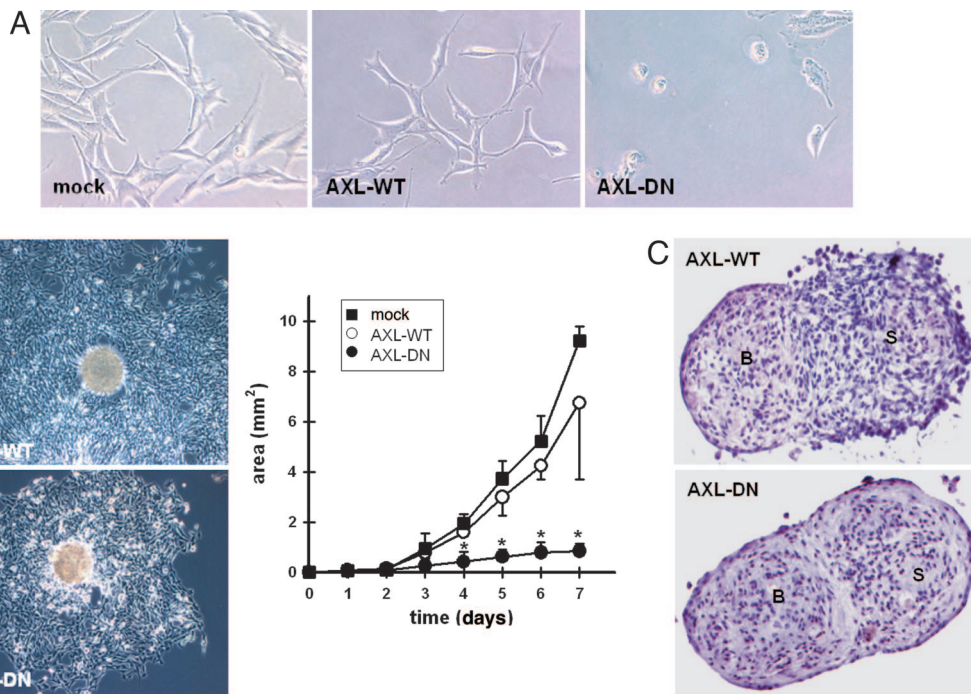 A
mock
AXL-WT
AXL-DN
-WT
-DN
mock
AXL-WT
AXL-DN
area (mm²)
10
8
6
4
2
0
* * * *
0 1 2 3 4 5 6 7
time (days)
C
AXL-WT
B S
AXL-DN
B S